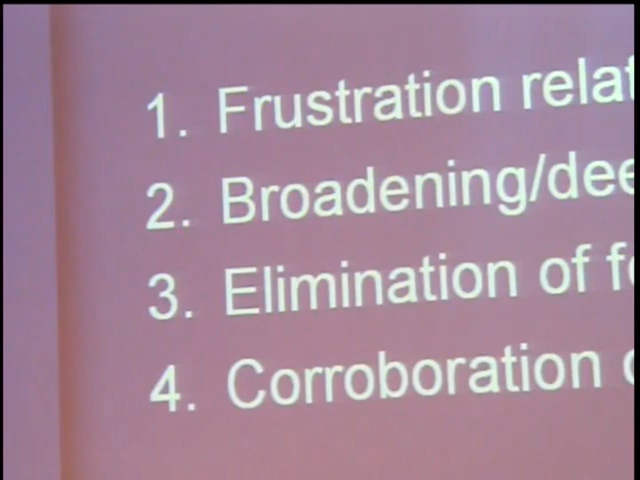 1. Frustration
2. Broadening/
3. Elimination of
4. Corroboration